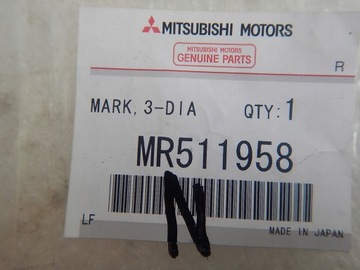 MITSUBISHI MOTORS
MITSUBISHI MOTORS
GENUINE PARTS
R
MARK, 3-DIA QTY:1
MR511958
N
LF MADE IN JAPAN